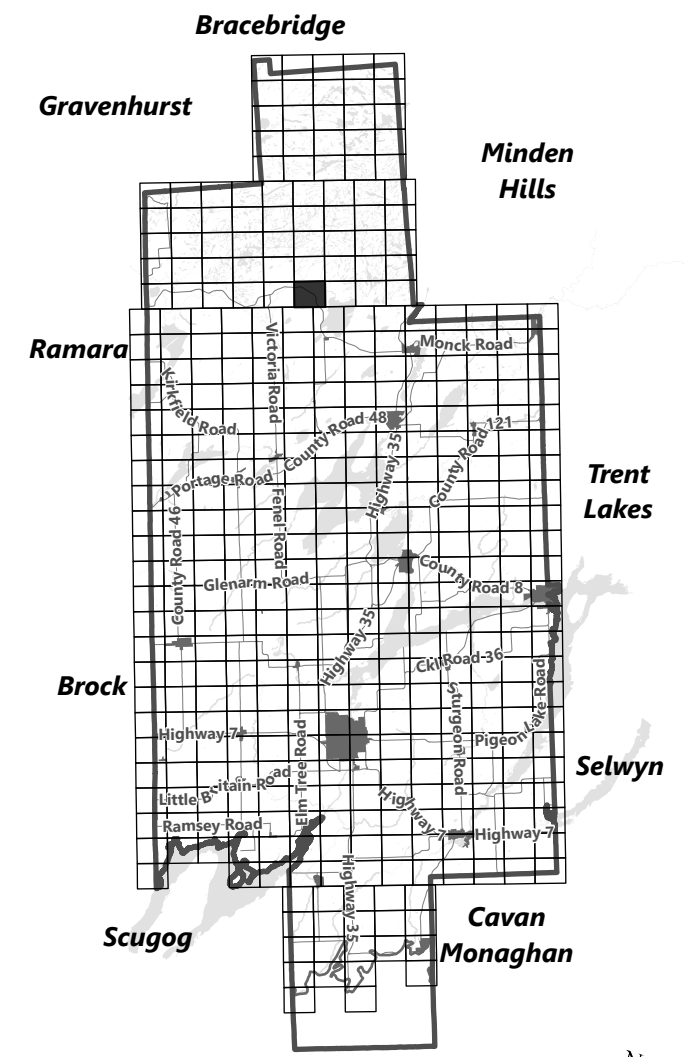 Bracebridge
Gravenhurst
Minden
Hills
Ramara
Monck Road
Victoria Road
Kirkfield Road
County Road 48
County Road 121
Highway 35
Portage Road
Trent
Lakes
County Road 46
Fenel Road
Glenarm Road
County Road 8
Highway 35
Ckl Road 36
Brock
Sturgeon Road
Pigeon Lake Road
Highway 7
Elm Tree Road
Selwyn
Little Britain Road
Highway 7
Ramsey Road
Highway 7
Highway 35
Scugog
Cavan
Monaghan
N